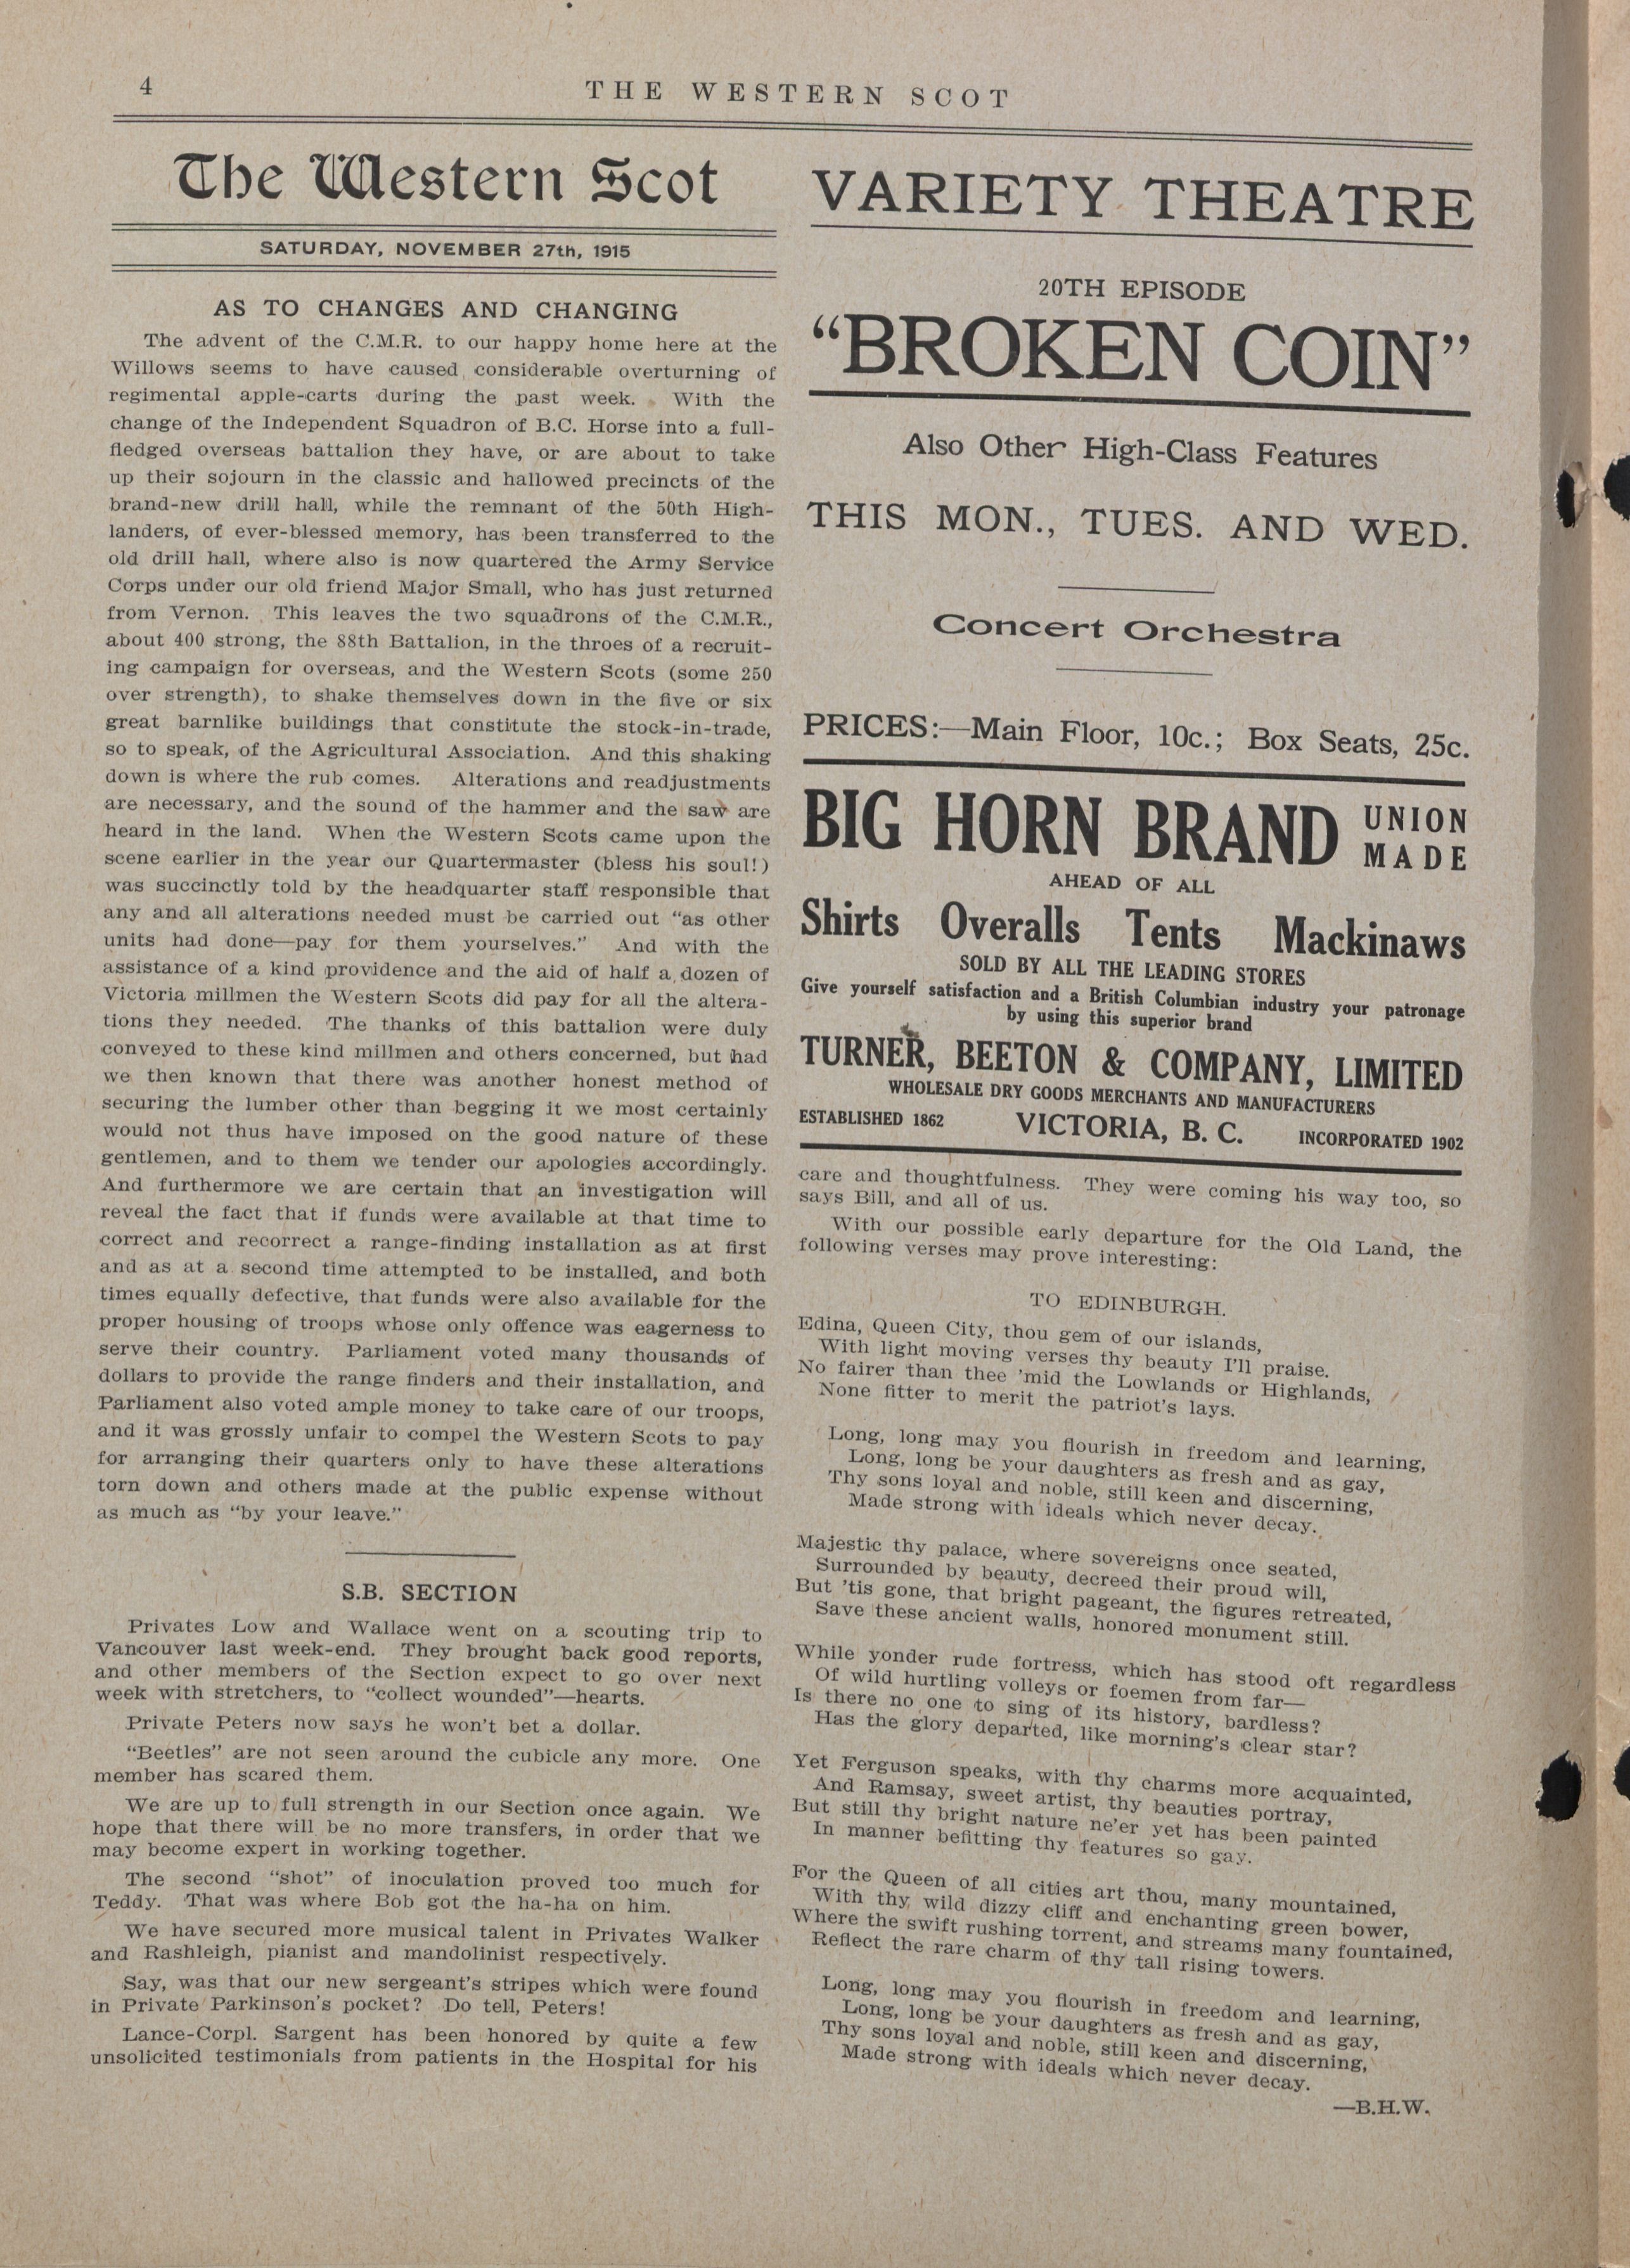 4
THE WESTERN SCOT
The Western Scot
SATURDAY, NOVEMBER 27th, 1915
AS TO CHANGES AND CHANGING
The advent of the C.M.R. to our happy home here at the
Willows seems to have caused considerable overturning of
regimental apple-carts during the past week. With the
change of the Independent Squadron of B.C. Horse into a full-
fledged overseas battalion they have, or are about to take
up their sojourn in the classic and hallowed precincts of the
brand-new drill hall, while the remnant of the 50th High-
landers, of ever-blessed memory, has been transferred to the
old drill hall, where also is now quartered the Army Service
Corps under our old friend Major Small, who has just returned
from Vernon. This leaves the two squadrons of the C.M.R.,
about 400 strong, the 88th Battalion, in the throes of a recruit-
ing campaign for overseas, and the Western Scots (some 250
over strength), to shake themselves down in the five or six
great barnlike buildings that constitute the stock-in-trade,
so to speak, of the Agricultural Association. And this shaking
down is where the rub comes. Alterations and readjustments
are necessary, and the sound of the hammer and the saw are
heard in the land. When the Western Scots came upon the
scene earlier in the year our Quartermaster (bless his soul!)
was succinctly told by the headquarter staff responsible that
any and all alterations needed must be carried out "as other
units had done—pay for them yourselves." And with the
assistance of a kind providence and the aid of half a dozen of
Victoria millmen the Western Scots did pay for all the altera-
tions they needed. The thanks of this battalion were duly
conveyed to these kind millmen and others concerned, but had
we then known that there was another honest method of
securing the lumber other than begging it we most certainly
would not thus have imposed on the good nature of these
gentlemen, and to them we tender our apologies accordingly.
And furthermore we are certain that an investigation will
reveal the fact that if funds were available at that time to
correct and recorrect a range-finding installation as at first
and as at a second time attempted to be installed, and both
times equally defective, that funds were also available for the
proper housing of troops whose only offence was eagerness to
serve their country. Parliament voted many thousands of
dollars to provide the range finders and their installation, and
Parliament also voted ample money to take care of our troops,
and it was grossly unfair to compel the Western Scots to pay
for arranging their quarters only to have these alterations
torn down and others made at the public expense without
as much as "by your leave."
S.B. SECTION
Privates Low and Wallace went on a scouting trip to
Vancouver last week-end. They brought back good reports,
and other members of the Section expect to go over next
week with stretchers, to "collect wounded"—hearts.
Private Peters now says he won't bet a dollar.
"Beetles" are not seen around the cubicle any more. One
member has scared them.
We are up to full strength in our Section once again. We
hope that there will be no more transfers, in order that we
may become expert in working together.
The second "shot" of inoculation proved too much for
Teddy. That was where Bob got the ha-ha on him.
We have secured more musical talent in Privates Walker
and Rashleigh, pianist and mandolinist respectively.
Say, was that our new sergeant's stripes which were found
in Private Parkinson's pocket? Do tell, Peters!
Lance-Corpl. Sargent has been honored by quite a few
unsolicited testimonials from patients in the Hospital for his
VARIETY THEATRE
20TH EPISODE
"BROKEN COIN"
Also Other High-Class Features
THIS MON., TUES. AND WED.
Concert Orchestra
PRICES:—Main Floor, 10c.; Box Seats, 25c.
BIG HORN BRAND UNION MADE
AHEAD OF ALL
Shirts Overalls Tents Mackinaws
SOLD BY ALL THE LEADING STORES
Give yourself satisfaction and a British Columbian industry your patronage
by using this superior brand
TURNER, BEETON & COMPANY, LIMITED
WHOLESALE DRY GOODS MERCHANTS AND MANUFACTURERS
ESTABLISHED 1862 VICTORIA, B. C. INCORPORATED 1902
care and thoughtfulness. They were coming his way too, so
says Bill, and all of us.
With our possible early departure for the Old Land, the
following verses may prove interesting:
TO EDINBURGH.
Edina, Queen City, thou gem of our islands,
With light moving verses thy beauty I'll praise.
No fairer than thee 'mid the Lowlands or Highlands,
None fitter to merit the patriot's lays.
Long, long may you flourish in freedom and learning,
Long, long be your daughters as fresh and as gay,
Thy sons loyal and noble, still keen and discerning,
Made strong with ideals which never decay.
Majestic thy palace, where sovereigns once seated,
Surrounded by beauty, decreed their proud will,
But 'tis gone, that bright pageant, the figures retreated,
Save these ancient walls, honored monument still.
While yonder rude fortress, which has stood oft regardless
Of wild hurtling volleys or foemen from far—
Is there no one to sing of its history, bardless?
Has the glory departed, like morning's clear star?
Yet Ferguson speaks, with thy charms more acquainted,
And Ramsay, sweet artist, thy beauties portray,
But still thy bright nature ne'er yet has been painted
In manner befitting thy features so gay.
For the Queen of all cities art thou, many mountained,
With thy wild dizzy cliff and enchanting green bower,
Where the swift rushing torrent, and streams many fountained,
Reflect the rare charm of thy tall rising towers.
Long, long may you flourish in freedom and learning,
Long, long be your daughters as fresh and as gay,
Thy sons loyal and noble, still keen and discerning,
Made strong with ideals which never decay.
—B.H.W.